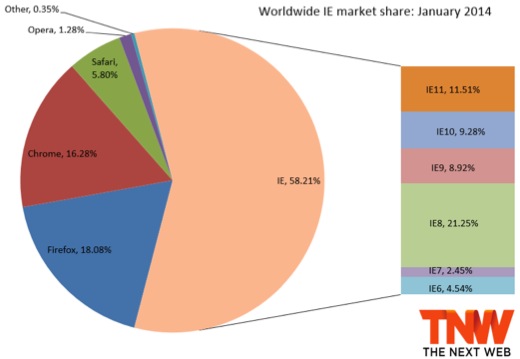 Worldwide IE market share: January 2014
Other, 0.35%
Opera, 1.28%
Safari,
5.80%
Chrome, 16.28%
Firefox, 18.08%
IE, 58.21%
IE11, 11.51%
IE10, 9.28%
IE9, 8.92%
IE8, 21.25%
IE7, 2.45%
IE6, 4.54%
TNW
THE NEXT WEB